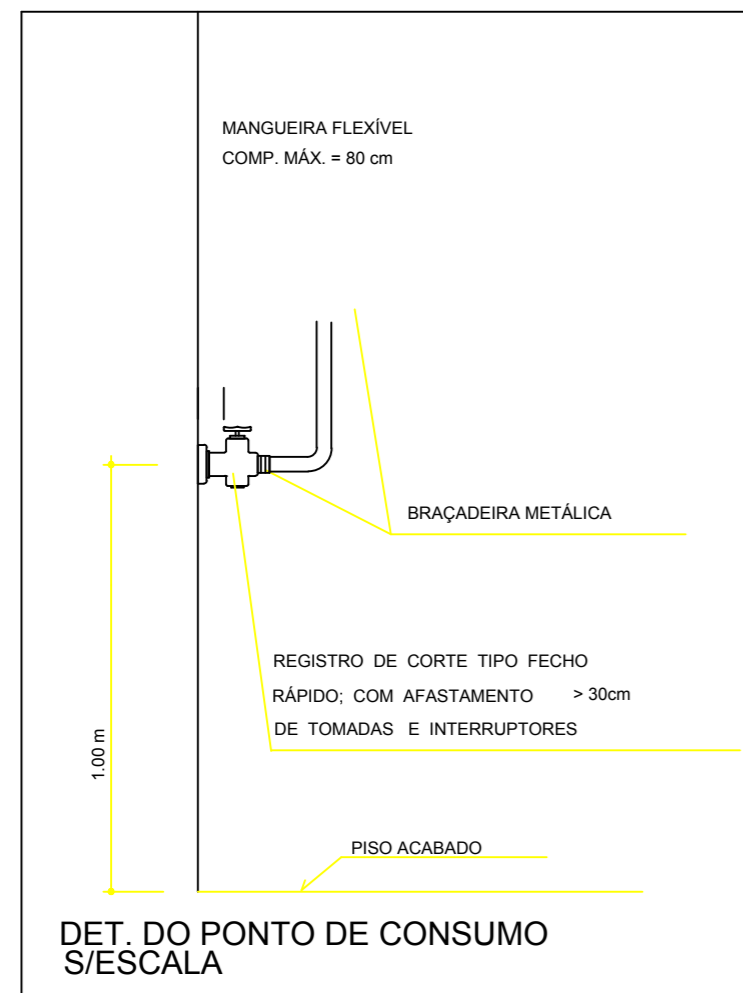 MANGUEIRA FLEXÍVEL
COMP. MÁX. = 80 cm
BRAÇADEIRA METÁLICA
REGISTRO DE CORTE TIPO FECHO
RÁPIDO; COM AFASTAMENTO > 30cm
DE TOMADAS E INTERRUPTORES
1.00 m
PISO ACABADO
DET. DO PONTO DE CONSUMO
S/ESCALA